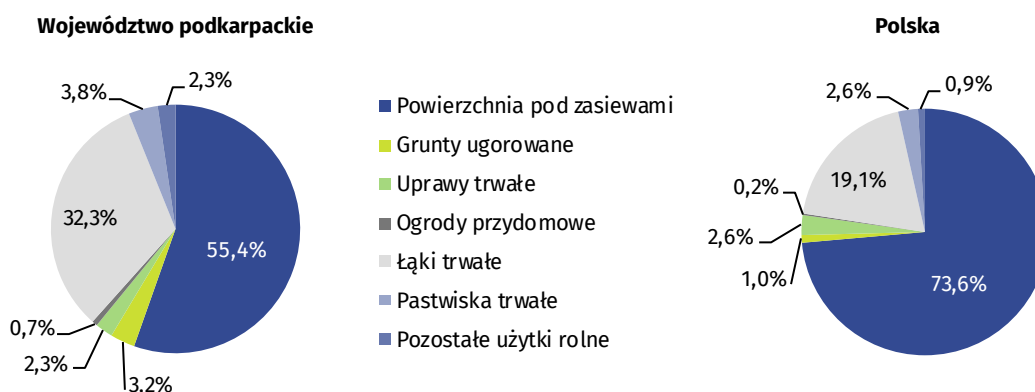 Województwo podkarpackie
Polska
3,8%
2,3%
32,3%
55,4%
0,7%
2,3%
3,2%
Powierzchnia pod zasiewami
Grunty ugorowane
Uprawy trwałe
Ogrody przydomowe
Łąki trwałe
Pastwiska trwałe
Pozostałe użytki rolne
2,6%
0,9%
19,1%
0,2%
2,6%
1,0%
73,6%